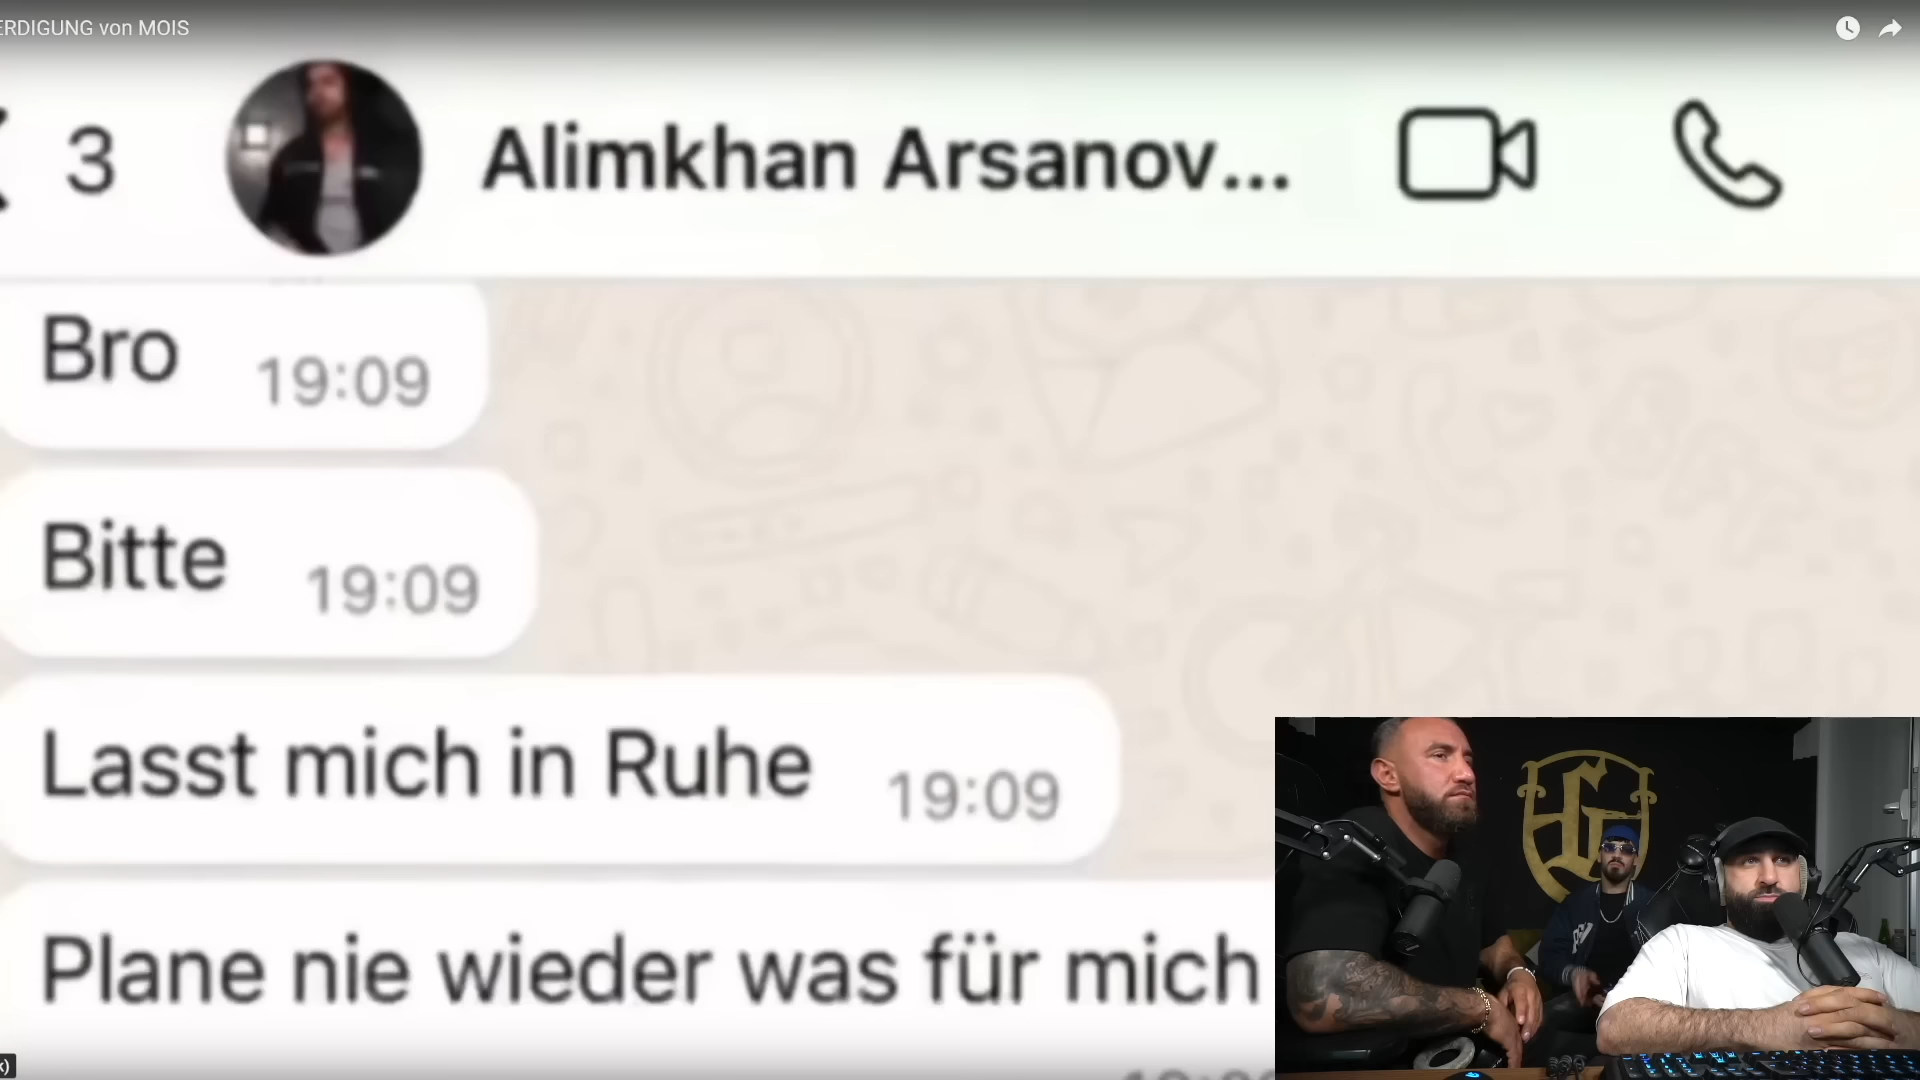 ERDIGUNG von MOIS
3
Alimkhan Arsanov...
Bro 19:09
Bitte 19:09
Lasst mich in Ruhe 19:09
Plane nie wieder was für mich
G